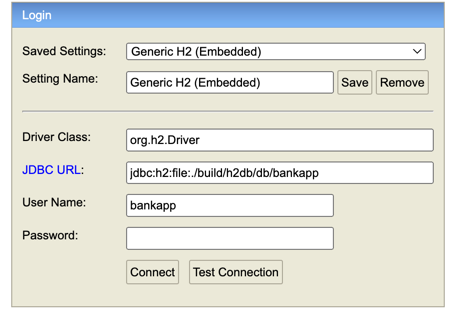 Login
Saved Settings: Generic H2 (Embedded)
Setting Name: Generic H2 (Embedded) Save Remove
Driver Class: org.h2.Driver
JDBC URL: jdbc:h2:file:./build/h2db/db/bankapp
User Name: bankapp
Password:
Connect Test Connection